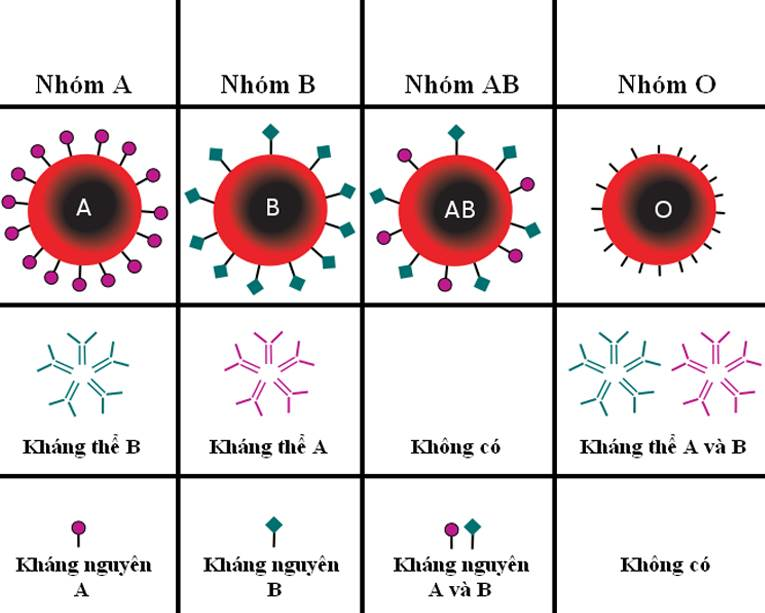 Nhóm A
Nhóm B
Nhóm AB
Nhóm O
A
B
AB
O
Kháng thể B
Kháng thể A
Không có
Kháng thể A và B
Kháng nguyên
A
Kháng nguyên
B
Kháng nguyên
A và B
Không có